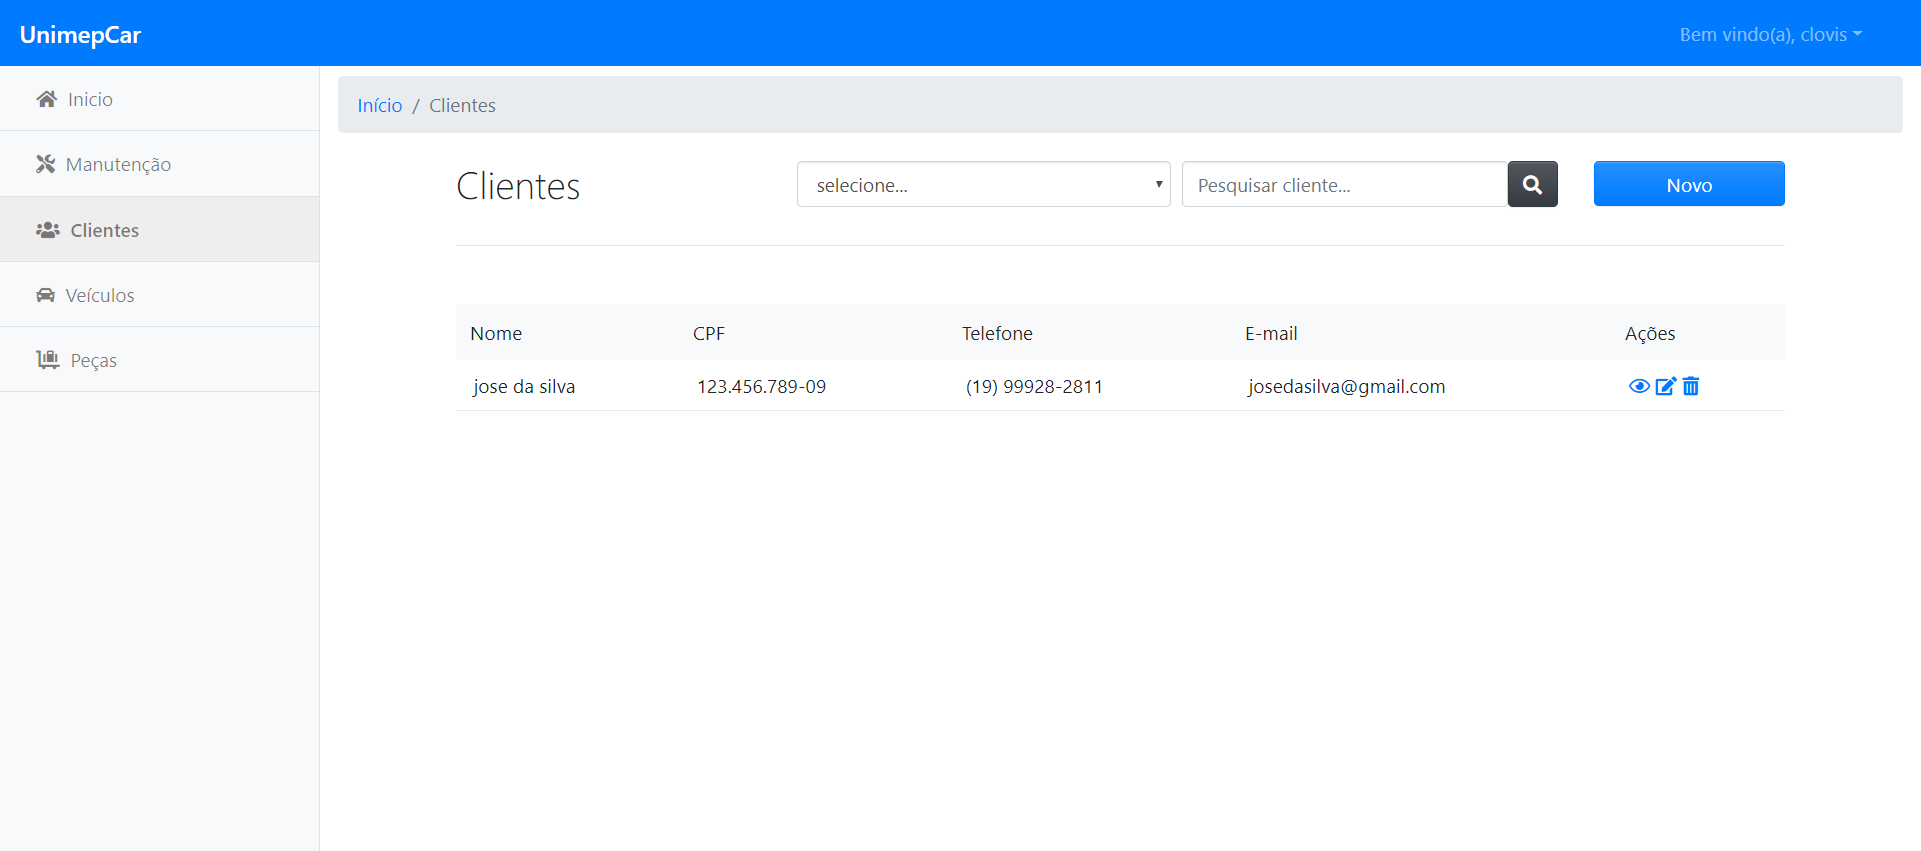 UnimepCar
Bem vindo(a), clovis
Inicio
Manutenção
Clientes
Veículos
Peças
Início / Clientes
Clientes
selecione...
Pesquisar cliente...
Novo
Nome CPF Telefone E-mail Ações
jose da silva 123.456.789-09 (19) 99928-2811 josedasilva@gmail.com